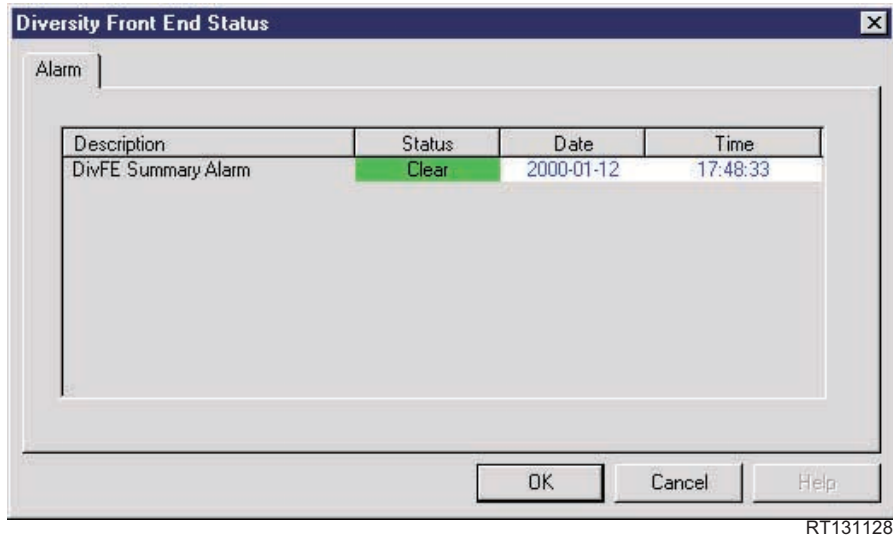 Diversity Front End Status
Alarm
Description Status Date Time
DivFE Summary Alarm Clear 2000-01-12 17:48:33
OK Cancel Help
RT131128